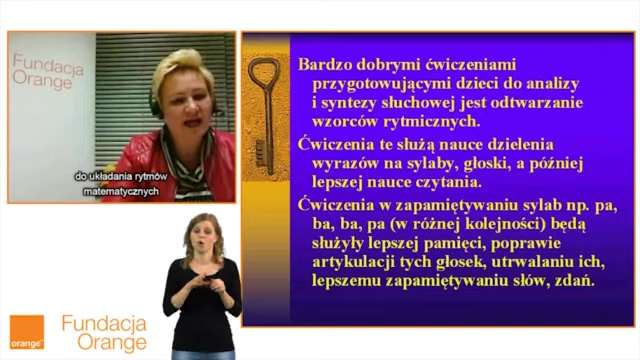 Fundacja
Orange
do układania rytmów
matematycznych
Bardzo dobrymi ćwiczeniami
przygotowującymi dzieci do analizy
i syntezy słuchowej jest odtwarzanie
wzorców rytmicznych.
Ćwiczenia te służą nauce dzielenia
wyrazów na sylaby, głoski, a później
lepszej nauce czytania.
Ćwiczenia w zapamiętywaniu sylab np. pa,
ba, ba, pa (w różnej kolejności) będą
służyły lepszej pamięci, poprawie
artykulacji tych głosek, utrwalaniu ich,
lepszemu zapamiętywaniu słów, zdań.
orange™
Fundacja
Orange